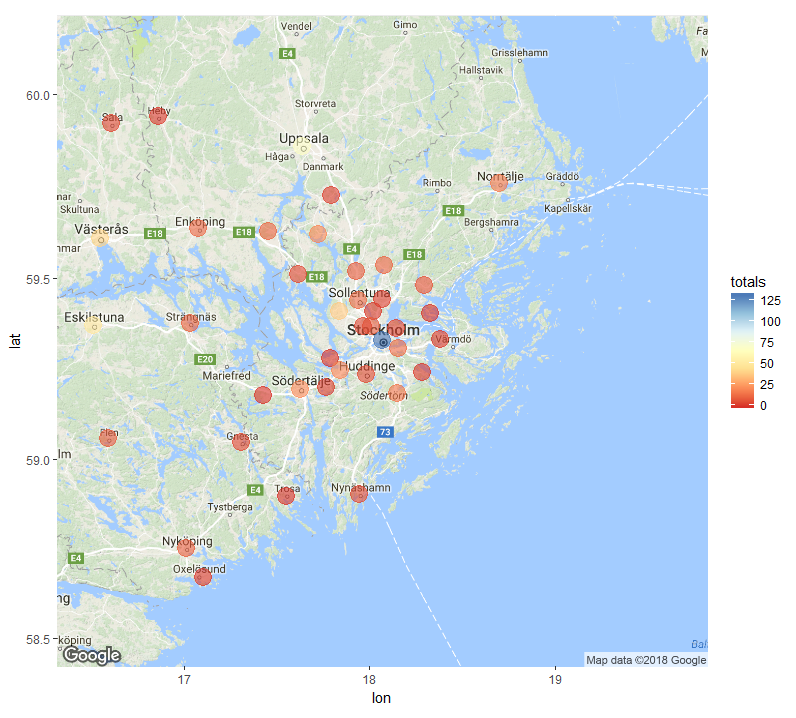 Vendel
Gimo
Fa
Grisslehamn
M
E4
Hallstavik
60.0
Storvreta
Heby
Sala
Uppsala
Håga
Danmark
Norrtälje
Gräddö
Rimbo
nar
Skultuna
Kapellskär
E18
Bergshamra
Enköping
Västerås
E18
E18
mmar
E4
E18
59.5
E18
Sollentuna
Eskilstuna
Strängnäs
Stockholm
Värmdö
E20
Mariefred
Huddinge
Södertälje
Södertörn
73
Flen
Gnesta
lm
59.0
E4
Trosa
Nynäshamn
Tystberga
Nyköping
E4
Oxelösund
ng
köping
58.5
Google
Bal
Map data ©2018 Google
17
18
19
lon
lat
totals
125
100
75
50
25
0